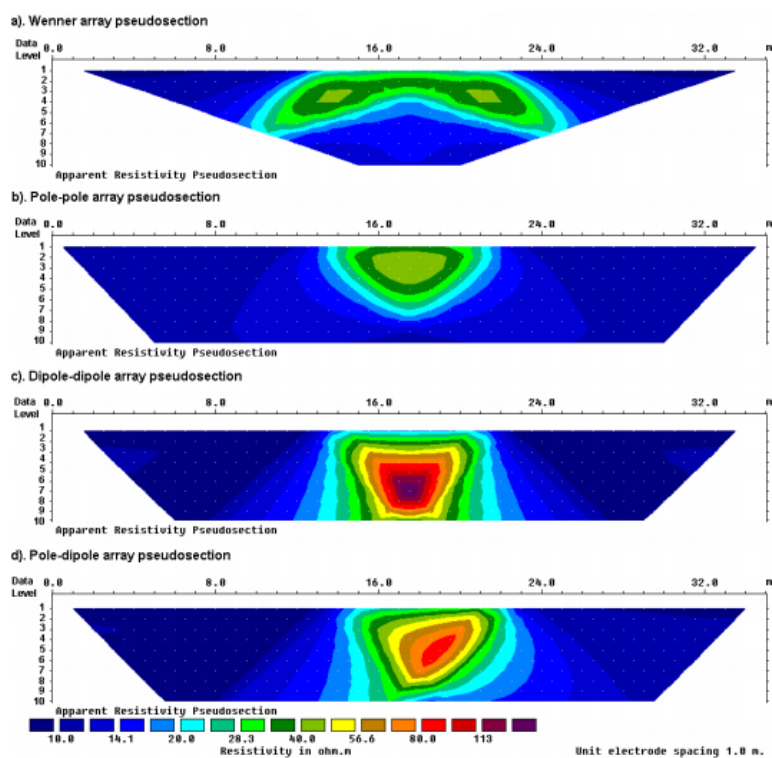 a). Wenner array pseudosection
Data 0.0 8.0 16.0 24.0 32.0 m
Level
1
2
3
4
5
6
7
8
9
10
Apparent Resistivity Pseudosection
b). Pole-pole array pseudosection
Data 0.0 8.0 16.0 24.0 32.0 m.
Level
1
2
3
4
5
6
7
8
9
10
Apparent Resistivity Pseudosection
c). Dipole-dipole array pseudosection
Data 0.0 8.0 16.0 24.0 32.0 m.
Level
1
2
3
4
5
6
7
8
9
10
Apparent Resistivity Pseudosection
d). Pole-dipole array pseudosection
Data 0.0 8.0 16.0 24.0 32.0 m.
Level
1
2
3
4
5
6
7
8
9
10
Apparent Resistivity Pseudosection
10.0 14.1 20.0 28.3 40.0 56.6 80.0 113
Resistivity in ohm.m Unit electrode spacing 1.0 m.